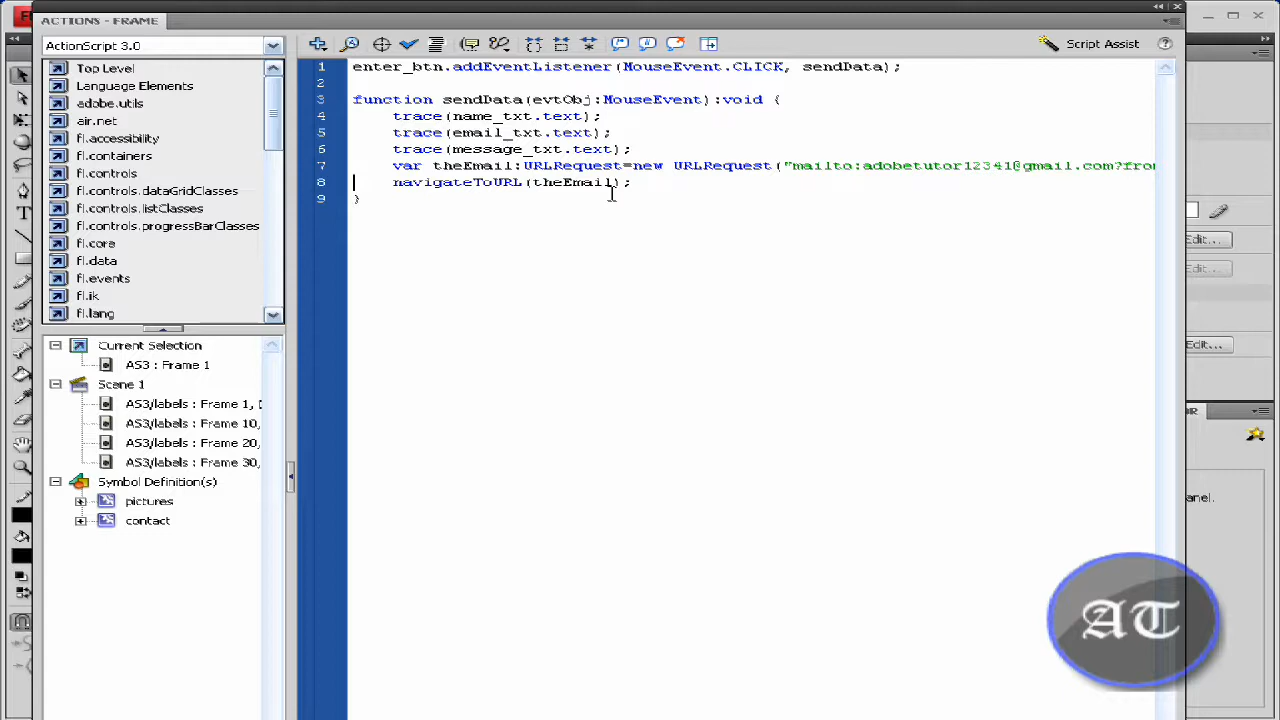 Fl
ACTIONS - FRAME
ActionScript 3.0
Script Assist
Top Level
Language Elements
adobe.utils
air.net
fl.accessibility
fl.containers
fl.controls
fl.controls.dataGridClasses
fl.controls.listClasses
fl.controls.progressBarClasses
fl.core
fl.data
fl.events
fl.ik
fl.lang
Current Selection
AS3 : Frame 1
Scene 1
AS3/labels : Frame 1,
AS3/labels : Frame 10,
AS3/labels : Frame 20,
AS3/labels : Frame 30,
Symbol Definition(s)
pictures
contact
1 enter_btn.addEventListener(MouseEvent.CLICK, sendData);
2
3 function sendData(evtObj:MouseEvent):void {
4 trace(name_txt.text);
5 trace(email_txt.text);
6 trace(message_txt.text);
7 var theEmail:URLRequest=new URLRequest("mailto:adobetutor12341@gmail.com?fro
8 navigateToURL(theEmail);
9 }
Edit...
Edit...
Edit...
AT